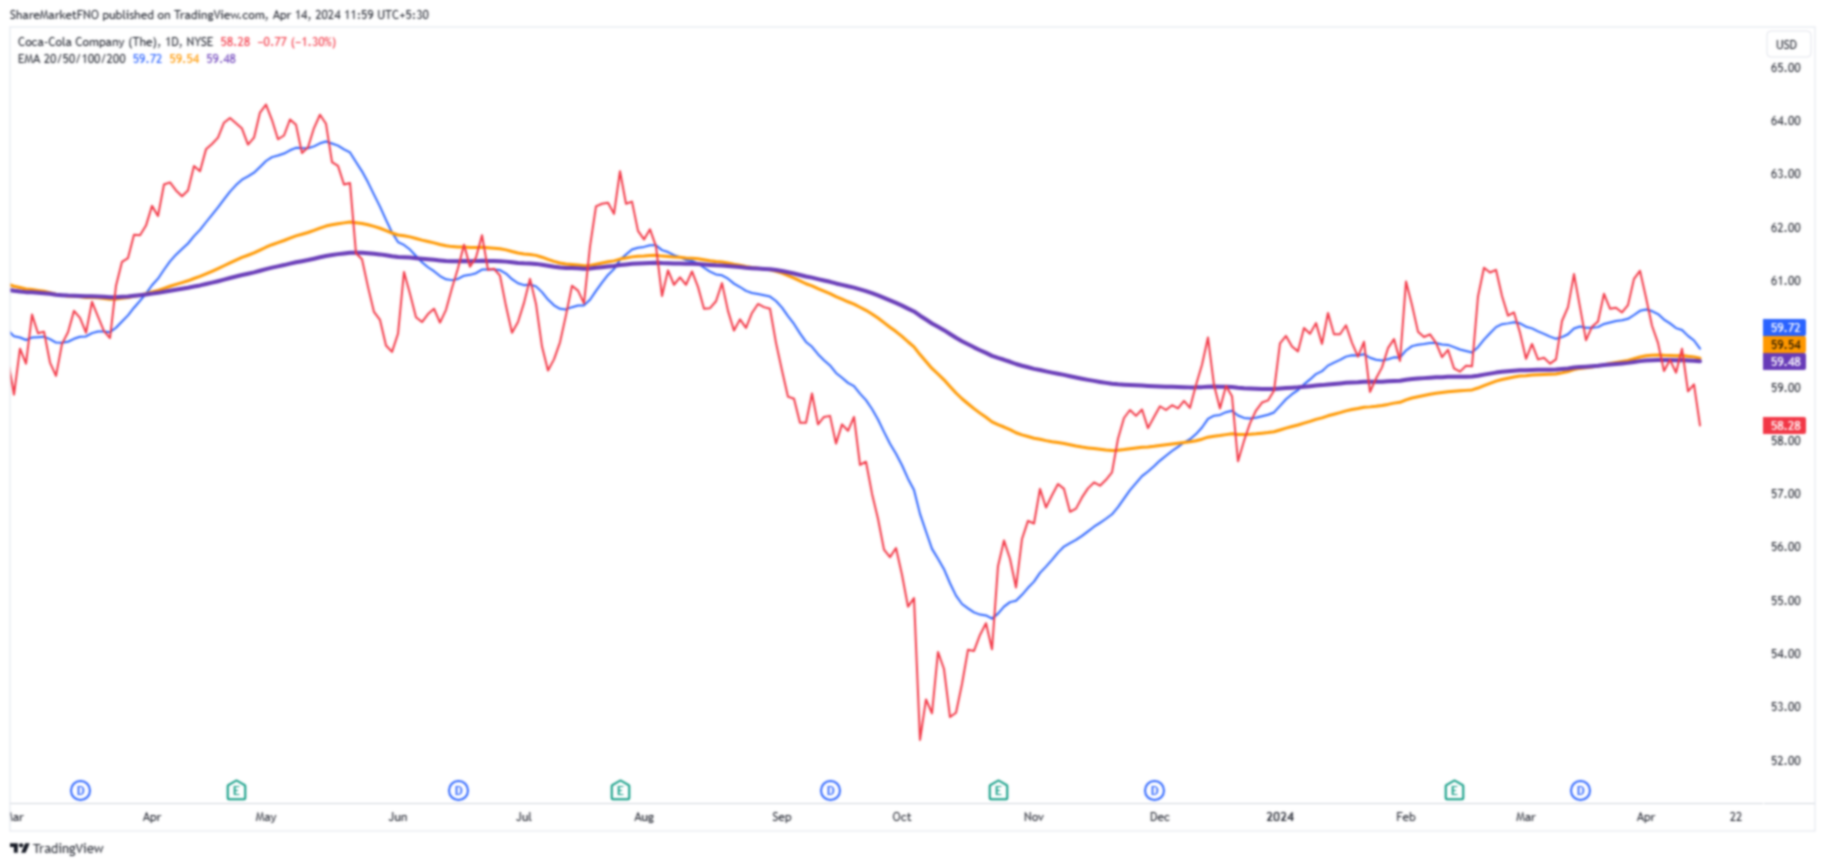 ShareMarketFNO published on TradingView.com, Apr 14, 2024 11:59 UTC+5:30
Coca-Cola Company (The), 1D, NYSE 58.28 −0.77 (−1.30%)
EMA 20/50/100/200 59.72 59.54 59.48
USD
65.00
64.00
63.00
62.00
61.00
59.72
59.54
59.48
59.00
58.28
58.00
57.00
56.00
55.00
54.00
53.00
52.00
D E D E D E D E D
ar Apr May Jun Jul Aug Sep Oct Nov Dec 2024 Feb Mar Apr 22
TradingView